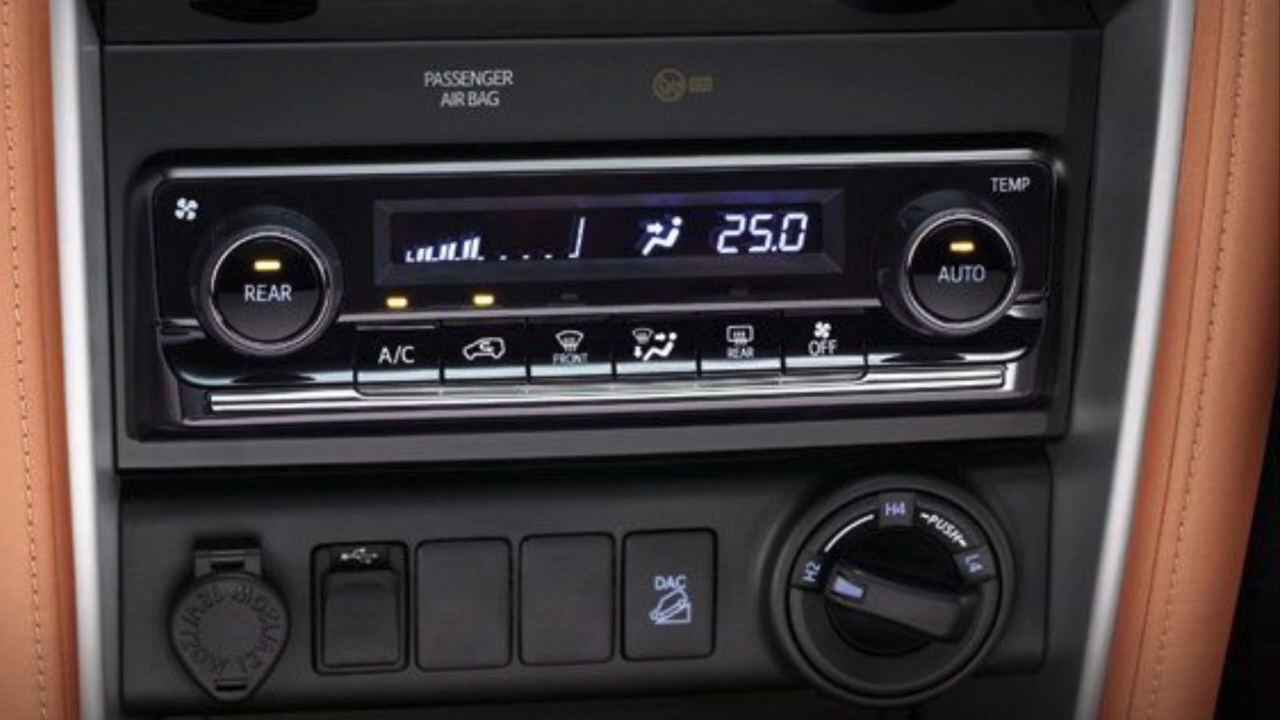 PASSENGER
AIR BAG
TEMP
25.0
REAR
AUTO
A/C
FRONT
REAR
OFF
H4
PUSH
H2
L4
DAC